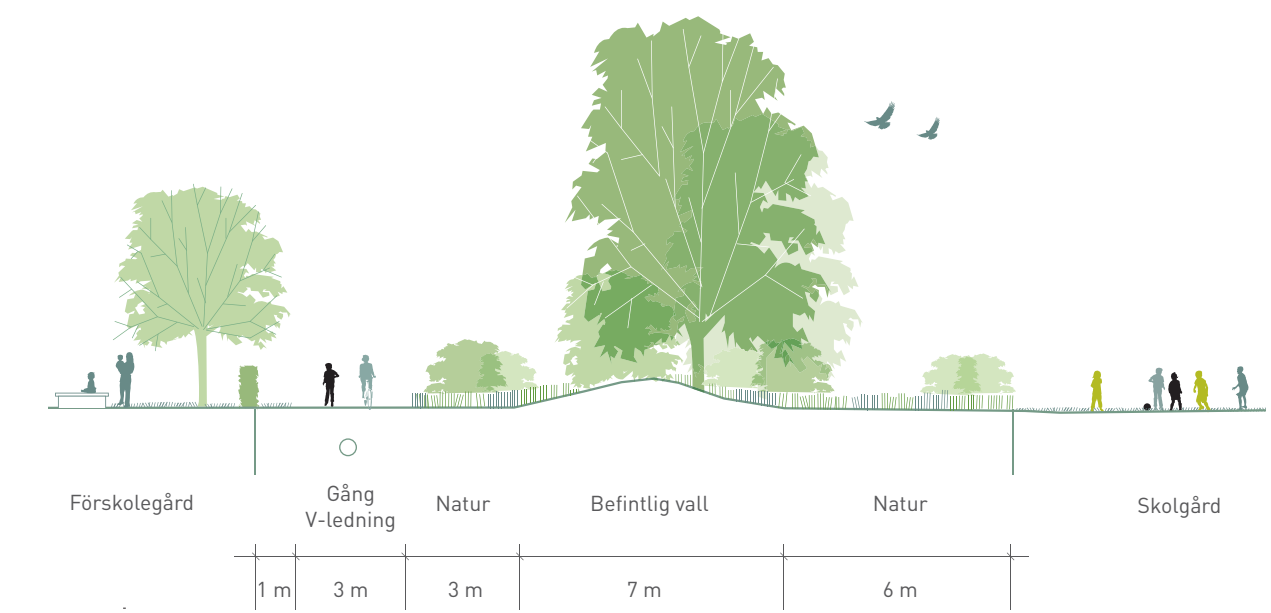 Förskolegård
Gång
V-ledning
Natur
Befintlig vall
Natur
Skolgård
1 m
3 m
3 m
7 m
6 m